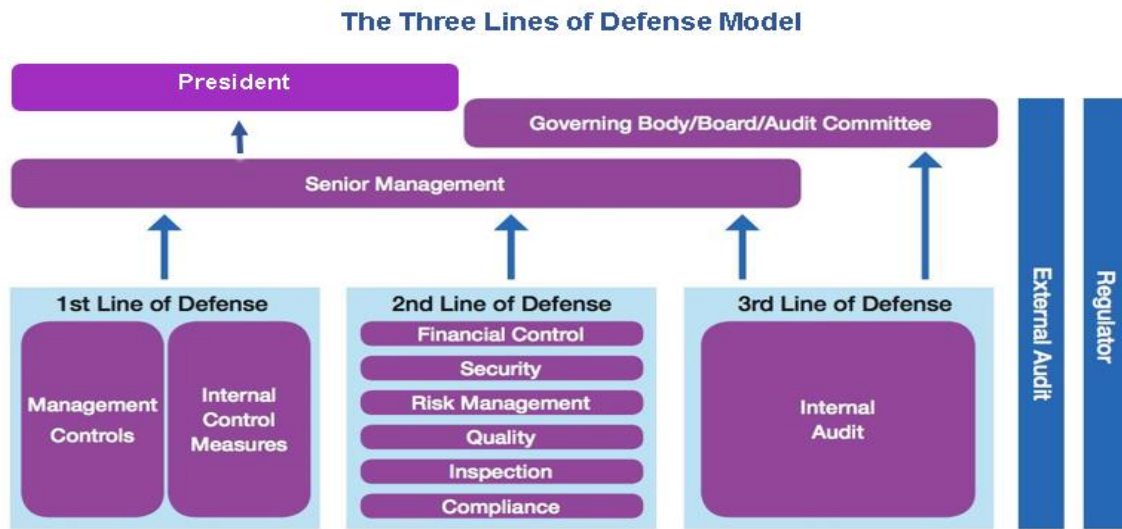 The Three Lines of Defense Model
President
Governing Body/Board/Audit Committee
Senior Management
1st Line of Defense
Management
Controls
Internal
Control
Measures
2nd Line of Defense
Financial Control
Security
Risk Management
Quality
Inspection
Compliance
3rd Line of Defense
Internal
Audit
External Audit
Regulator